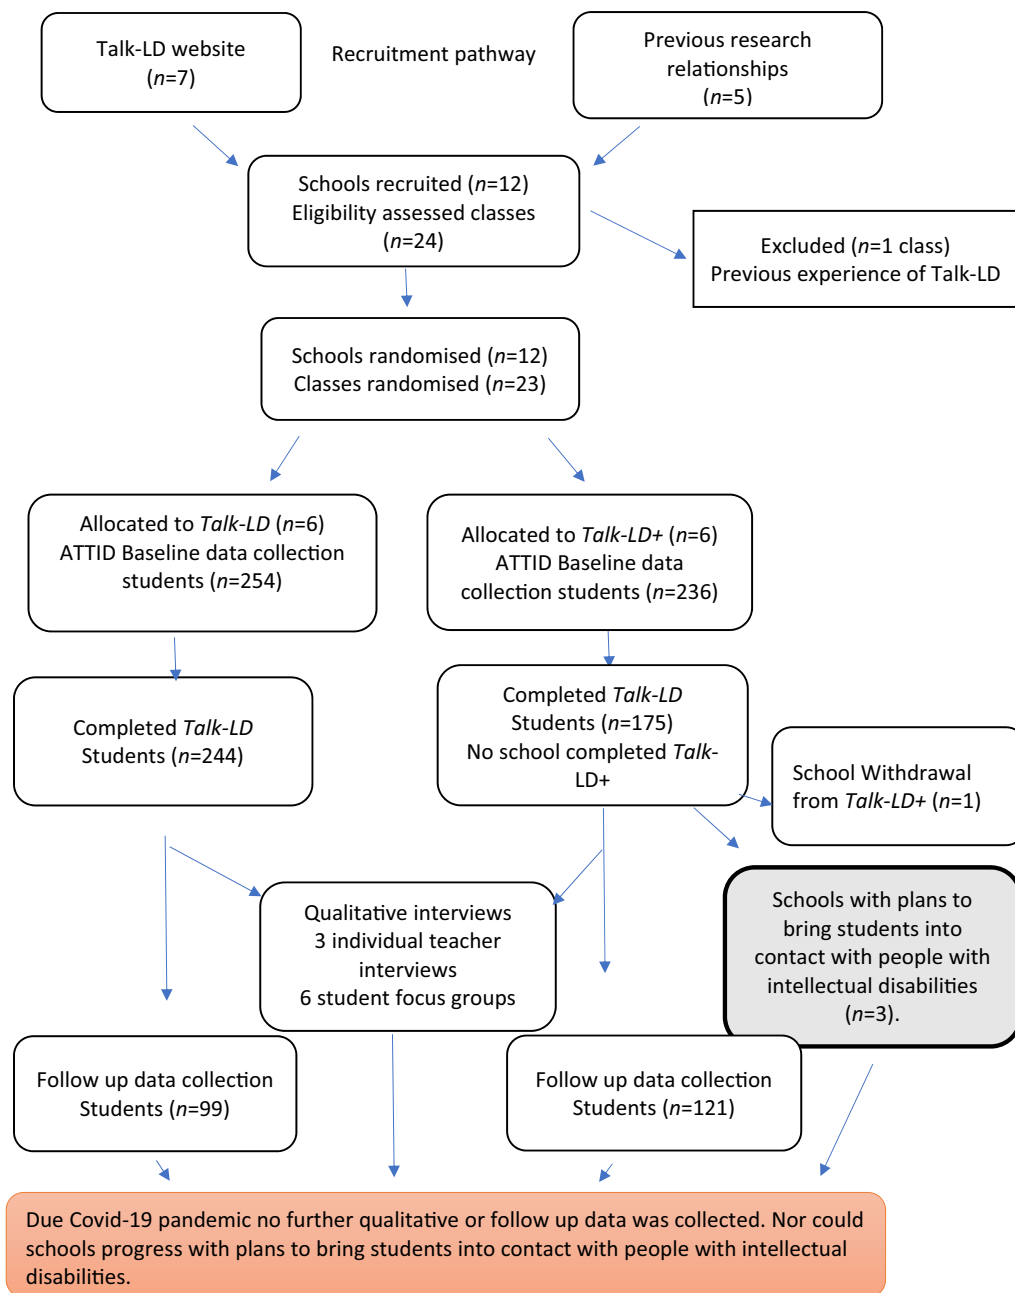 Talk-LD website
(n=7)
Recruitment pathway
Previous research
relationships
(n=5)
Schools recruited (n=12)
Eligibility assessed classes
(n=24)
Excluded (n=1 class)
Previous experience of Talk-LD
Schools randomised (n=12)
Classes randomised (n=23)
Allocated to Talk-LD (n=6)
ATTID Baseline data collection
students (n=254)
Allocated to Talk-LD+ (n=6)
ATTID Baseline data
collection students (n=236)
Completed Talk-LD
Students (n=244)
Completed Talk-LD
Students (n=175)
No school completed Talk-
LD+
School Withdrawal
from Talk-LD+ (n=1)
Qualitative interviews
3 individual teacher
interviews
6 student focus groups
Schools with plans to
bring students into
contact with people with
intellectual disabilities
(n=3).
Follow up data collection
Students (n=99)
Follow up data collection
Students (n=121)
Due Covid-19 pandemic no further qualitative or follow up data was collected. Nor could
schools progress with plans to bring students into contact with people with intellectual
disabilities.